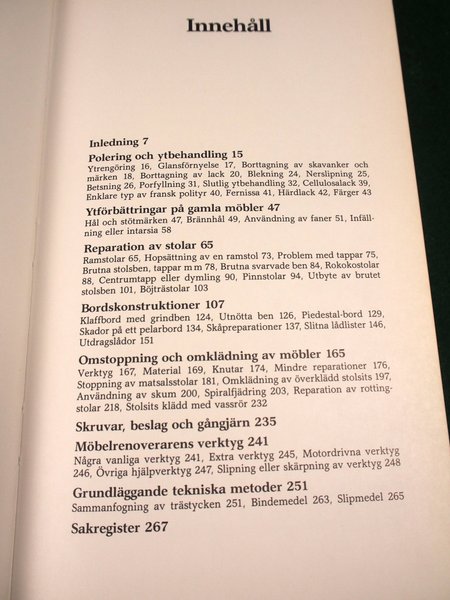 Innehåll
Inledning 7
Polering och ytbehandling 15
Ytrengöring 16, Glansförnyelse 17, Borttagning av skavanker och
märken 18, Borttagning av lack 20, Blekning 24, Nerslipning 25,
Betsning 26, Porfyllning 31, Slutlig ytbehandling 32, Cellulosalack 39,
Enklare typ av fransk polityr 40, Fernissa 41, Härdlack 42, Färger 43
Ytförbättringar på gamla möbler 47
Hål och stötmärken 47, Brännhål 49, Användning av faner 51, Infäll-
ning eller intarsia 58
Reparation av stolar 65
Ramstolar 65, Hopsättning av en ramstol 73, Problem med tappar 75,
Brutna stolsben, tappar m m 78, Brutna svarvade ben 84, Rokokostolar
88, Centrumtapp eller dymling 90, Pinnstolar 94, Utbyte av brutet
stolsben 101, Böjträstolar 103
Bordskonstruktioner 107
Klaffbord med grindben 124, Utnötta ben 126, Piedestal-bord 129,
Skador på ett pelarbord 134, Skåpreparationer 137, Slitna lådlister 146,
Utdragslådor 151
Omstoppning och omklädning av möbler 165
Verktyg 167, Material 169, Knutar 174, Mindre reparationer 176,
Stoppning av matsalsstolar 181, Omklädning av överklädd stolsits 197,
Användning av skum 200, Spiralfjädring 203, Reparation av rotting-
stolar 218, Stolsits klädd med vassrör 232
Skruvar, beslag och gångjärn 235
Möbelrenoverarens verktyg 241
Några vanliga verktyg 241, Extra verktyg 245, Motordrivna verktyg
246, Övriga hjälpverktyg 247, Slipning eller skärpning av verktyg 248
Grundläggande tekniska metoder 251
Sammanfogning av trästycken 251, Bindemedel 263, Slipmedel 265
Sakregister 267